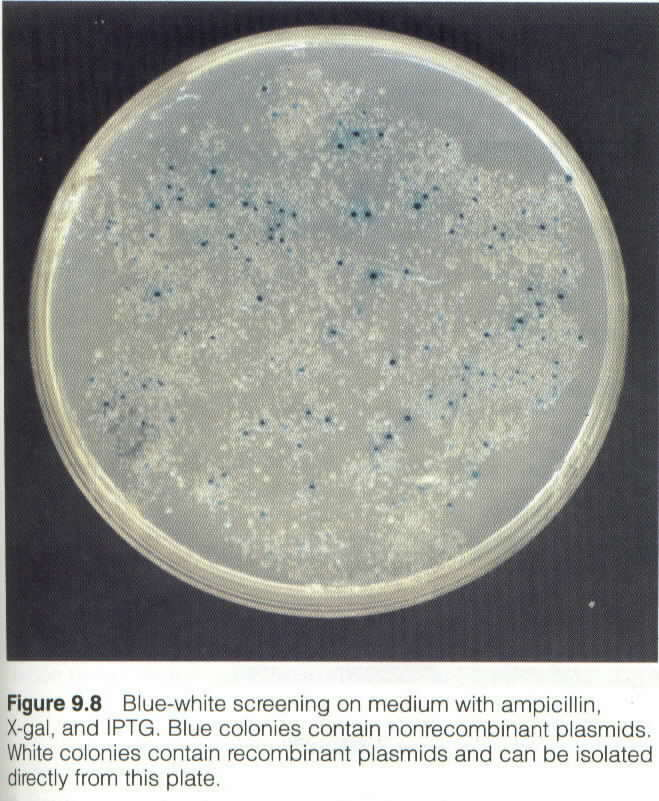 Figure 9.8 Blue-white screening on medium with ampicillin,
X-gal, and IPTG. Blue colonies contain nonrecombinant plasmids.
White colonies contain recombinant plasmids and can be isolated
directly from this plate.